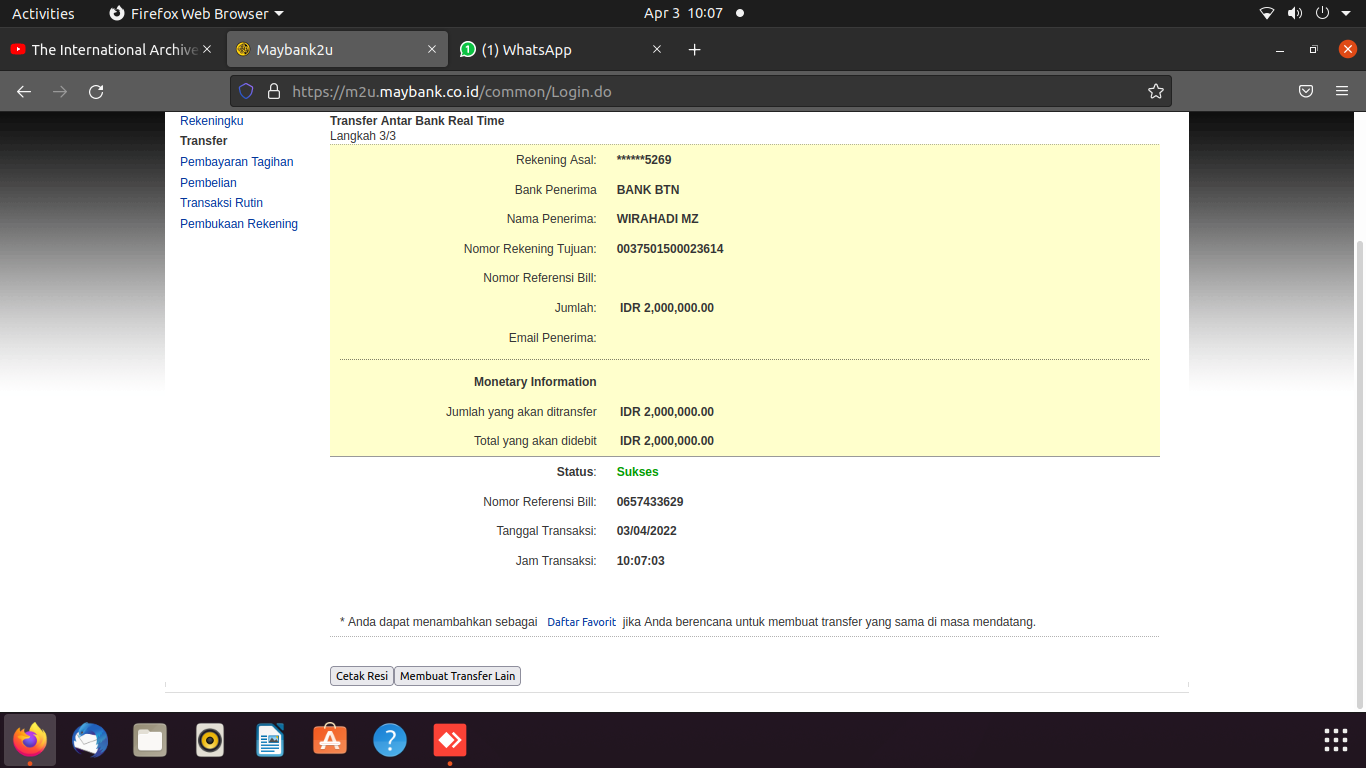 Activities Firefox Web Browser Apr 3 10:07
The International Archive Maybank2u (1) WhatsApp
https://m2u.maybank.co.id/common/Login.do
Rekeningku
Transfer
Pembayaran Tagihan
Pembelian
Transaksi Rutin
Pembukaan Rekening
Transfer Antar Bank Real Time
Langkah 3/3
Rekening Asal: ******5269
Bank Penerima BANK BTN
Nama Penerima: WIRAHADI MZ
Nomor Rekening Tujuan: 0037501500023614
Nomor Referensi Bill:
Jumlah: IDR 2,000,000.00
Email Penerima:
Monetary Information
Jumlah yang akan ditransfer IDR 2,000,000.00
Total yang akan didebit IDR 2,000,000.00
Status: Sukses
Nomor Referensi Bill: 0657433629
Tanggal Transaksi: 03/04/2022
Jam Transaksi: 10:07:03
* Anda dapat menambahkan sebagai Daftar Favorit jika Anda berencana untuk membuat transfer yang sama di masa mendatang.
Cetak Resi Membuat Transfer Lain